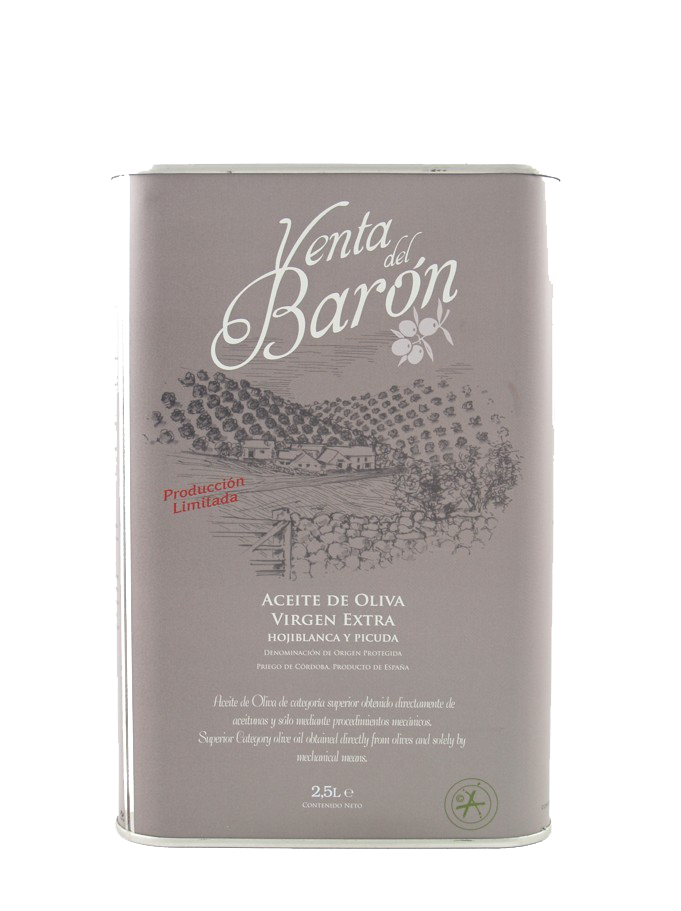 Venta
del
Barón
Producción
Limitada
Aceite de Oliva
Virgen Extra
hojiblanca y picuda
Denominación de Origen Protegida
Priego de Córdoba, Producto de España
Aceite de Oliva de categoría superior obtenido directamente de
aceitunas y sólo mediante procedimientos mecánicos.
Superior Category olive oil obtained directly from olives and solely by
mechanical means.
2,5L e
Contenido Neto